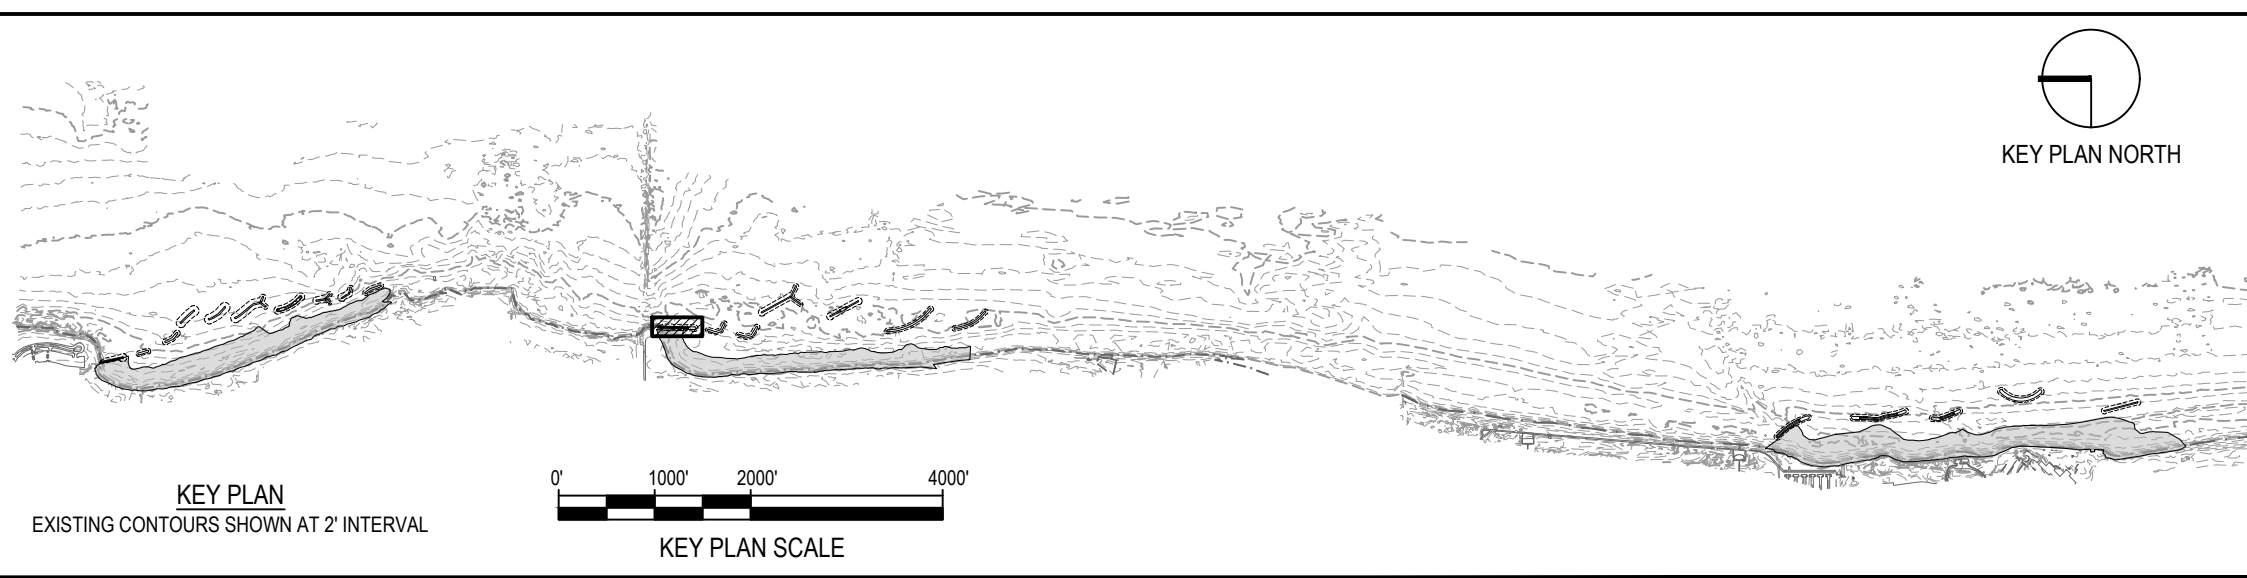 KEY PLAN NORTH
KEY PLAN
EXISTING CONTOURS SHOWN AT 2' INTERVAL
0' 1000' 2000' 4000'
KEY PLAN SCALE